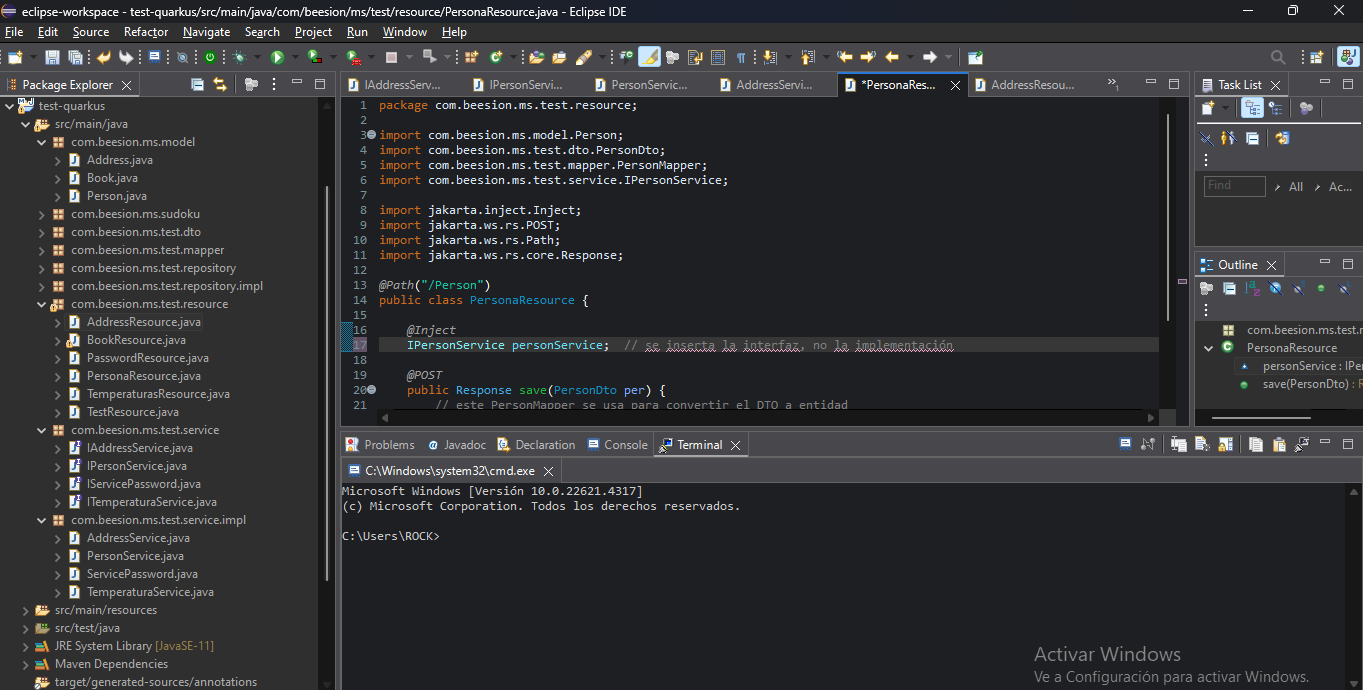 eclipse-workspace - test-quarkus/src/main/java/com/beesion/ms/test/resource/PersonaResource.java - Eclipse IDE
File Edit Source Refactor Navigate Search Project Run Window Help
Package Explorer
test-quarkus
src/main/java
com.beesion.ms.model
Address.java
Book.java
Person.java
com.beesion.ms.sudoku
com.beesion.ms.test.dto
com.beesion.ms.test.mapper
com.beesion.ms.test.repository
com.beesion.ms.test.repository.impl
com.beesion.ms.test.resource
AddressResource.java
BookResource.java
PasswordResource.java
PersonaResource.java
TemperaturasResource.java
TestResource.java
com.beesion.ms.test.service
IAddressService.java
IPersonService.java
IServicePassword.java
ITemperaturaService.java
com.beesion.ms.test.service.impl
AddressService.java
PersonService.java
ServicePassword.java
TemperaturaService.java
src/main/resources
src/test/java
JRE System Library [JavaSE-11]
Maven Dependencies
target/generated-sources/annotations
IAddressServ... IPersonServi... PersonServic... AddressServi... *PersonaRes... AddressResou... »1
1 package com.beesion.ms.test.resource;
2
3 import com.beesion.ms.model.Person;
4 import com.beesion.ms.test.dto.PersonDto;
5 import com.beesion.ms.test.mapper.PersonMapper;
6 import com.beesion.ms.test.service.IPersonService;
7
8 import jakarta.inject.Inject;
9 import jakarta.ws.rs.POST;
10 import jakarta.ws.rs.Path;
11 import jakarta.ws.rs.core.Response;
12
13 @Path("/Person")
14 public class PersonaResource {
15
16 @Inject
17 IPersonService personService; // se inserta la interfaz, no la implementación
18
19 @POST
20 public Response save(PersonDto per) {
21 // este PersonMapper se usa para convertir el DTO a entidad
Task List
Find All Ac...
Outline
com.beesion.ms.test.r
PersonaResource
personService : IPe
save(PersonDto) : R
Problems Javadoc Declaration Console Terminal
C:\Windows\system32\cmd.exe
Microsoft Windows [Versión 10.0.22621.4317]
(c) Microsoft Corporation. Todos los derechos reservados.
C:\Users\ROCK>
Activar Windows
Ve a Configuración para activar Windows.